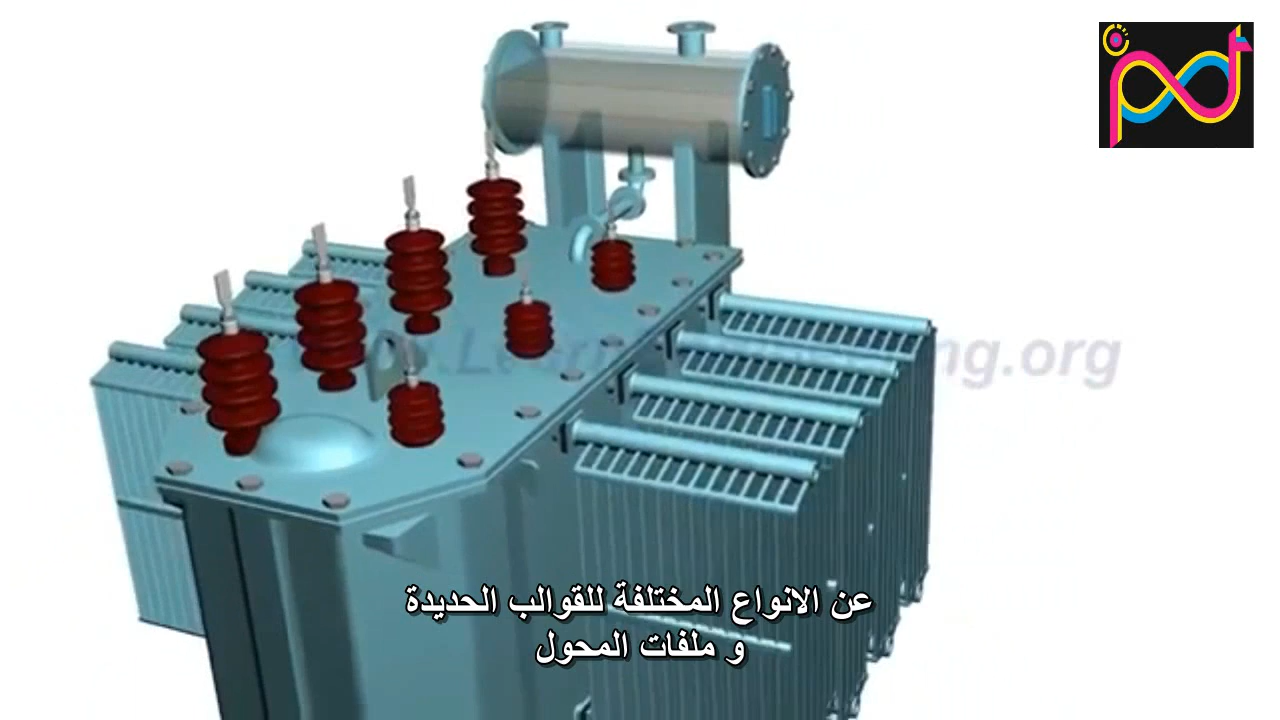 عن الانواع المختلفة للقوالب الحديدة
و ملفات المحول